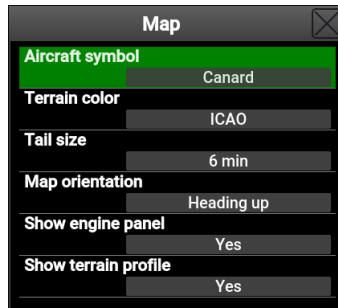 Map
Aircraft symbol
Canard
Terrain color
ICAO
Tail size
6 min
Map orientation
Heading up
Show engine panel
Yes
Show terrain profile
Yes